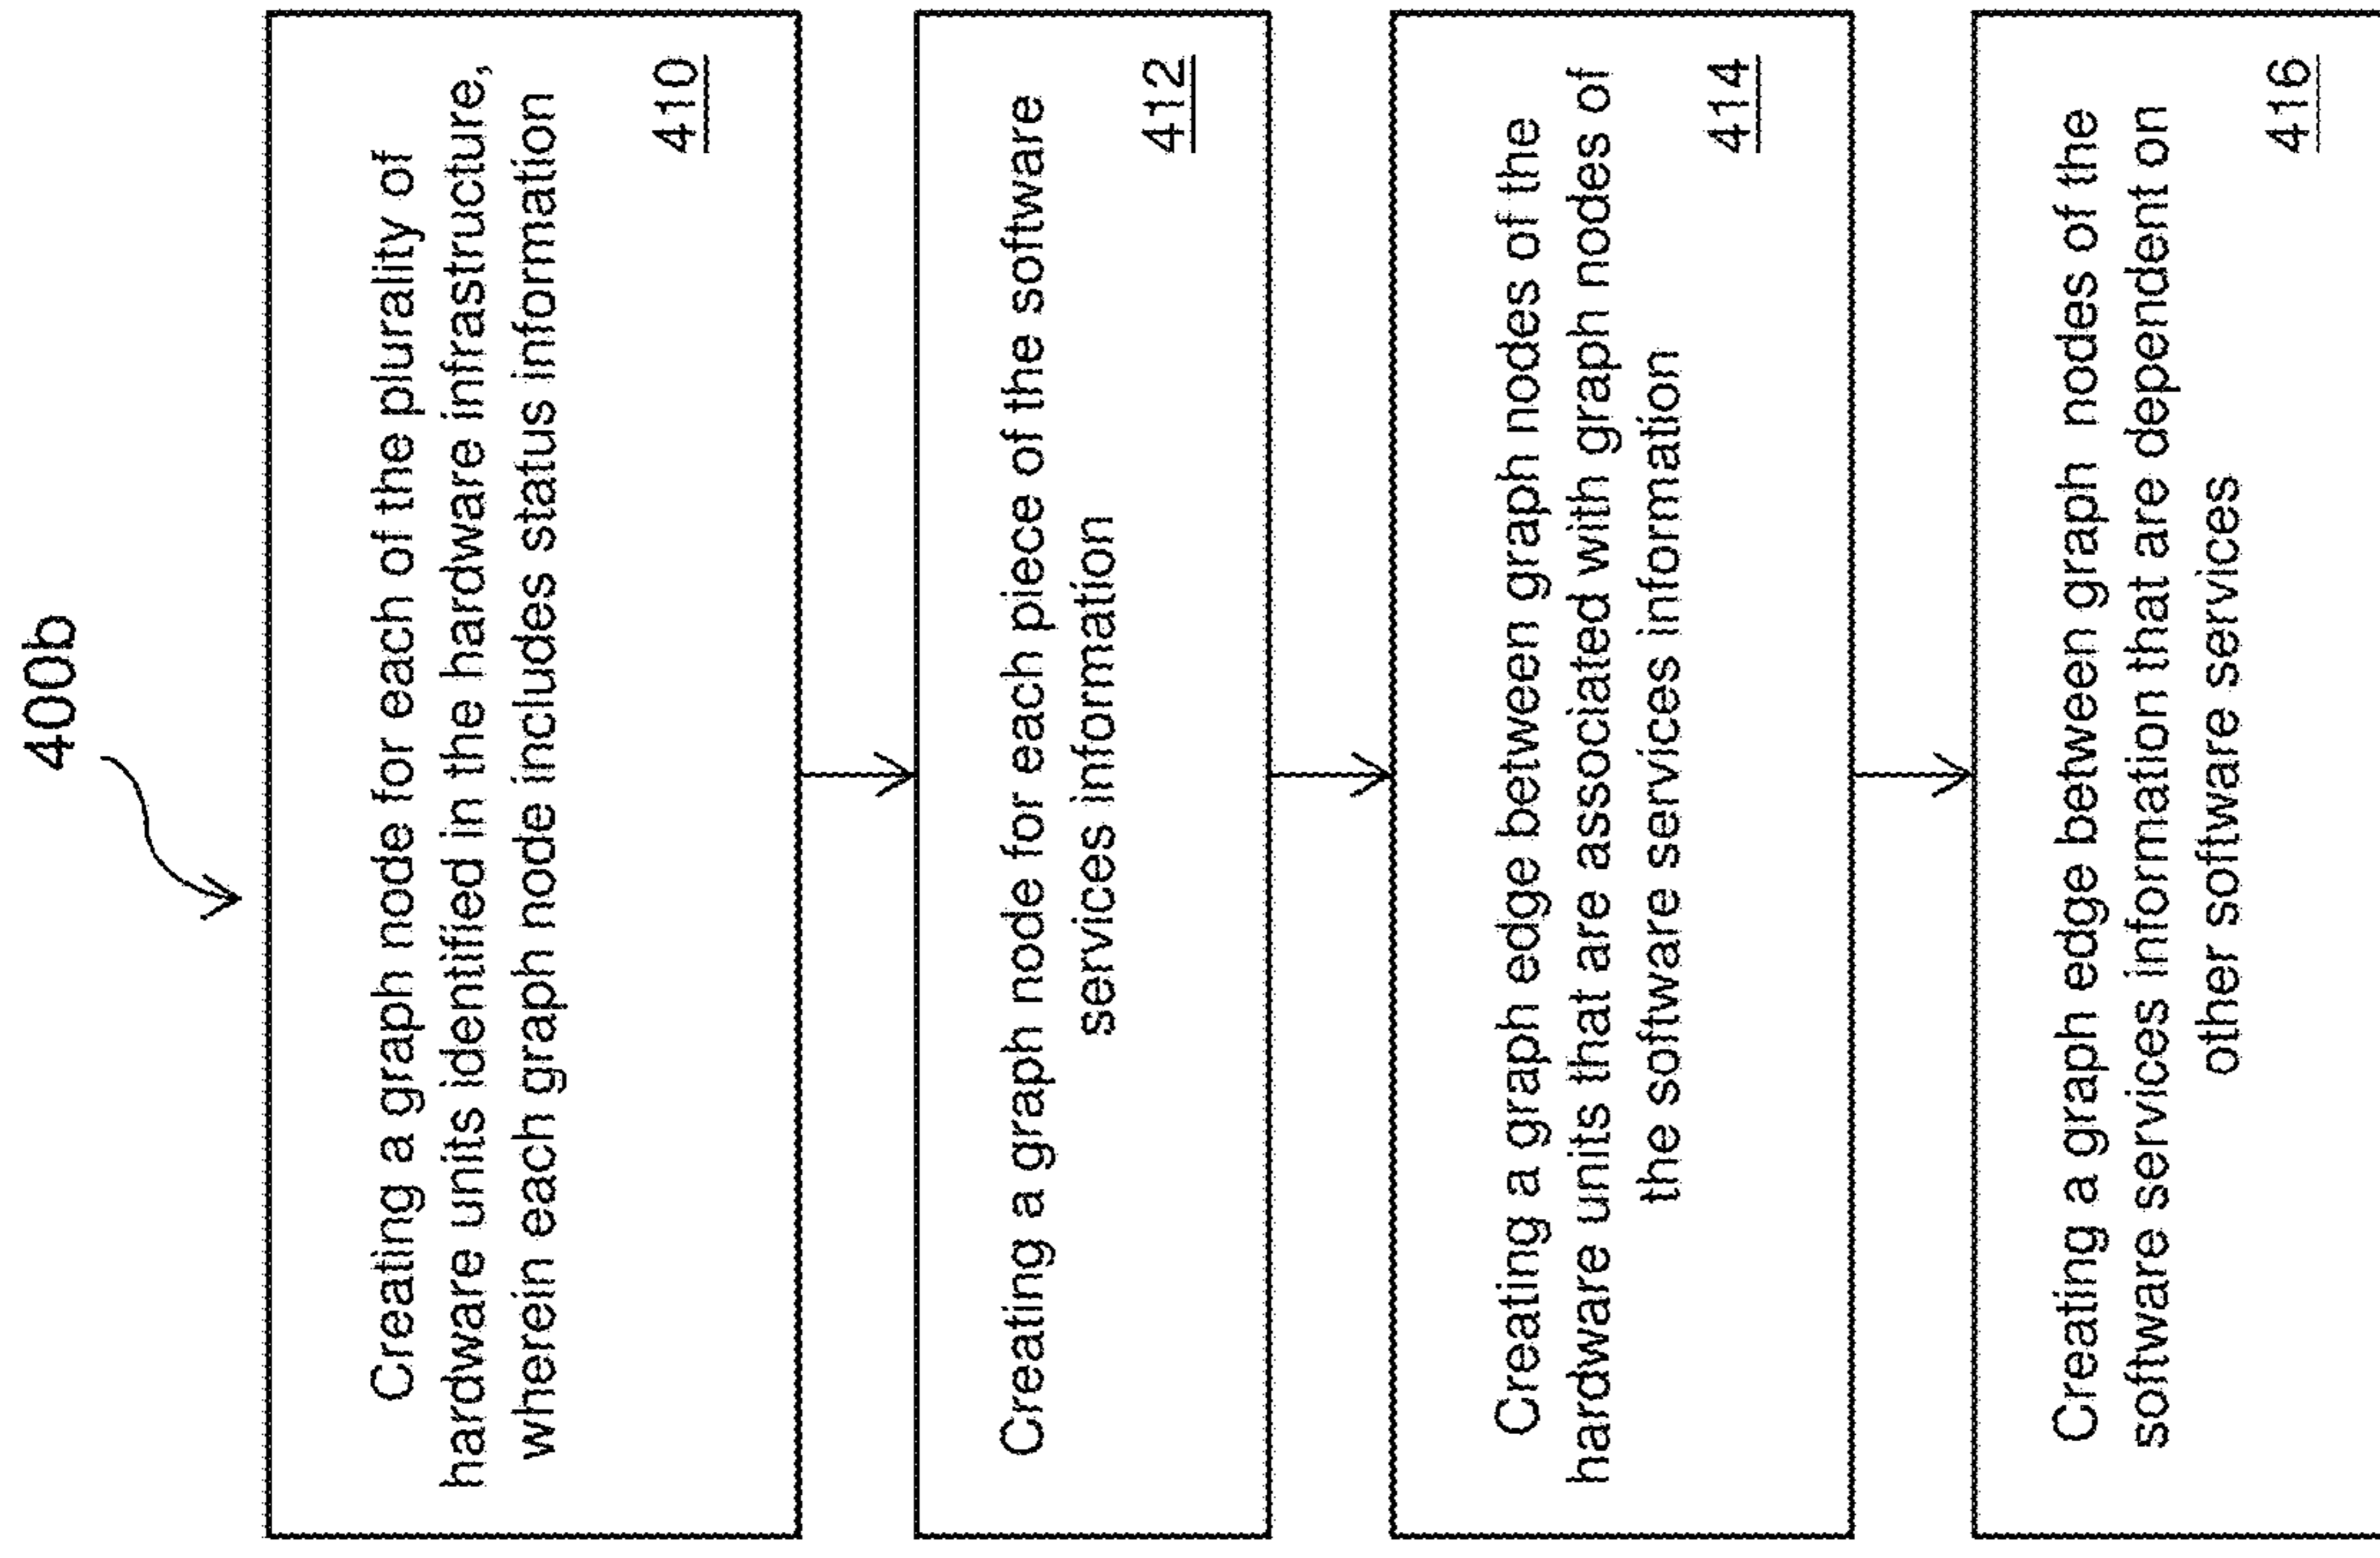 400b
Creating a graph node for each of the plurality of
hardware units identified in the hardware infrastructure,
wherein each graph node includes status information
410
Creating a graph node for each piece of the software
services information
412
Creating a graph edge between graph nodes of the
hardware units that are associated with graph nodes of
the software services information
414
Creating a graph edge between graph nodes of the
software services information that are dependent on
other software services
416